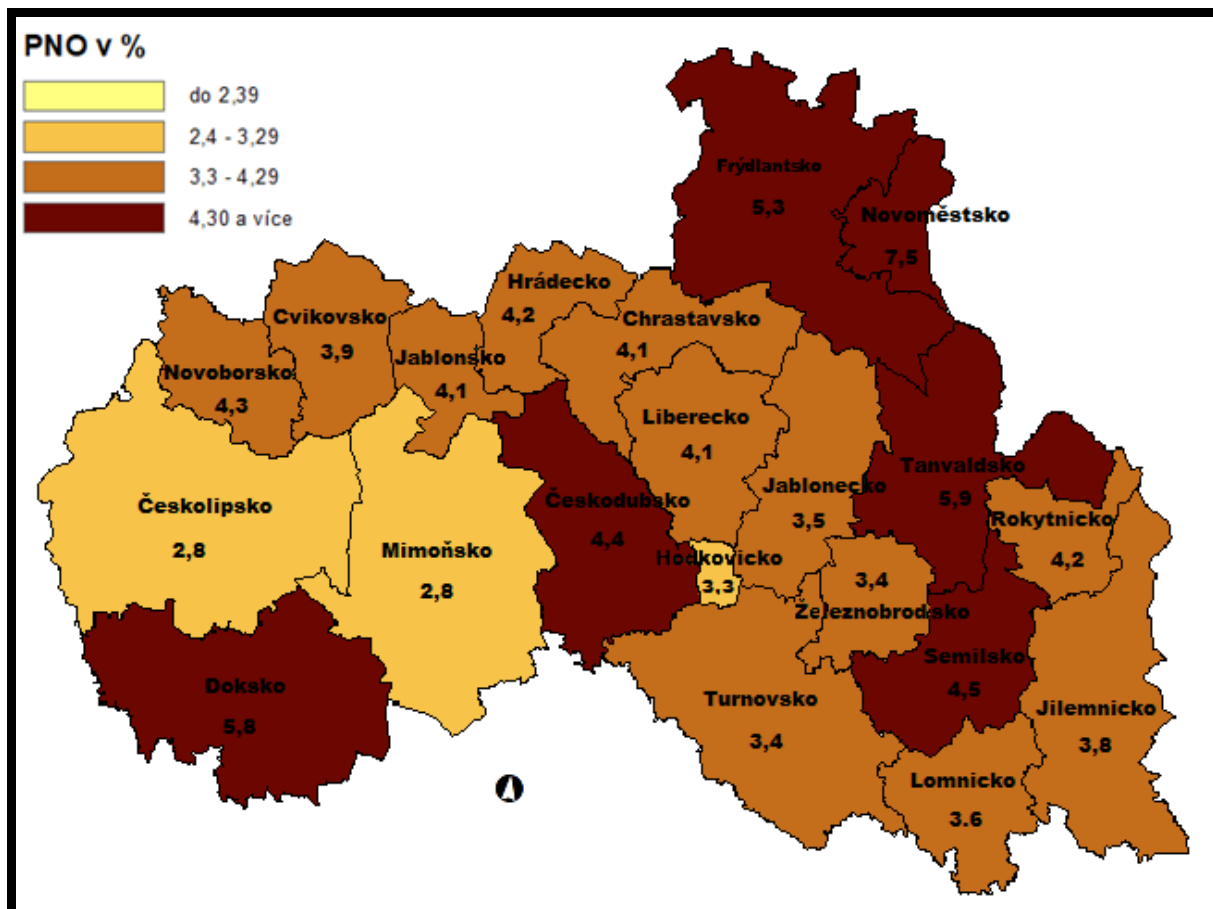 PNO v %
do 2,39
2,4 - 3,29
3,3 - 4,29
4,30 a více
Frýdlantsko
5,3
Novoměstsko
7,5
Hrádecko
4,2
Cvikovsko
3,9
Chrastavsko
4,1
Jablonsko
4,1
Novoborsko
4,3
Liberecko
4,1
Tanvaldsko
5,9
Jablonecko
3,5
Českodubsko
4,4
Českolipsko
2,8
Rokytnicko
4,2
Mimoňsko
2,8
Hodkovicko
3,3
3,4
Železnobrodsko
Semilsko
4,5
Doksko
5,8
Turnovsko
3,4
Jilemnicko
3,8
Lomnicko
3.6